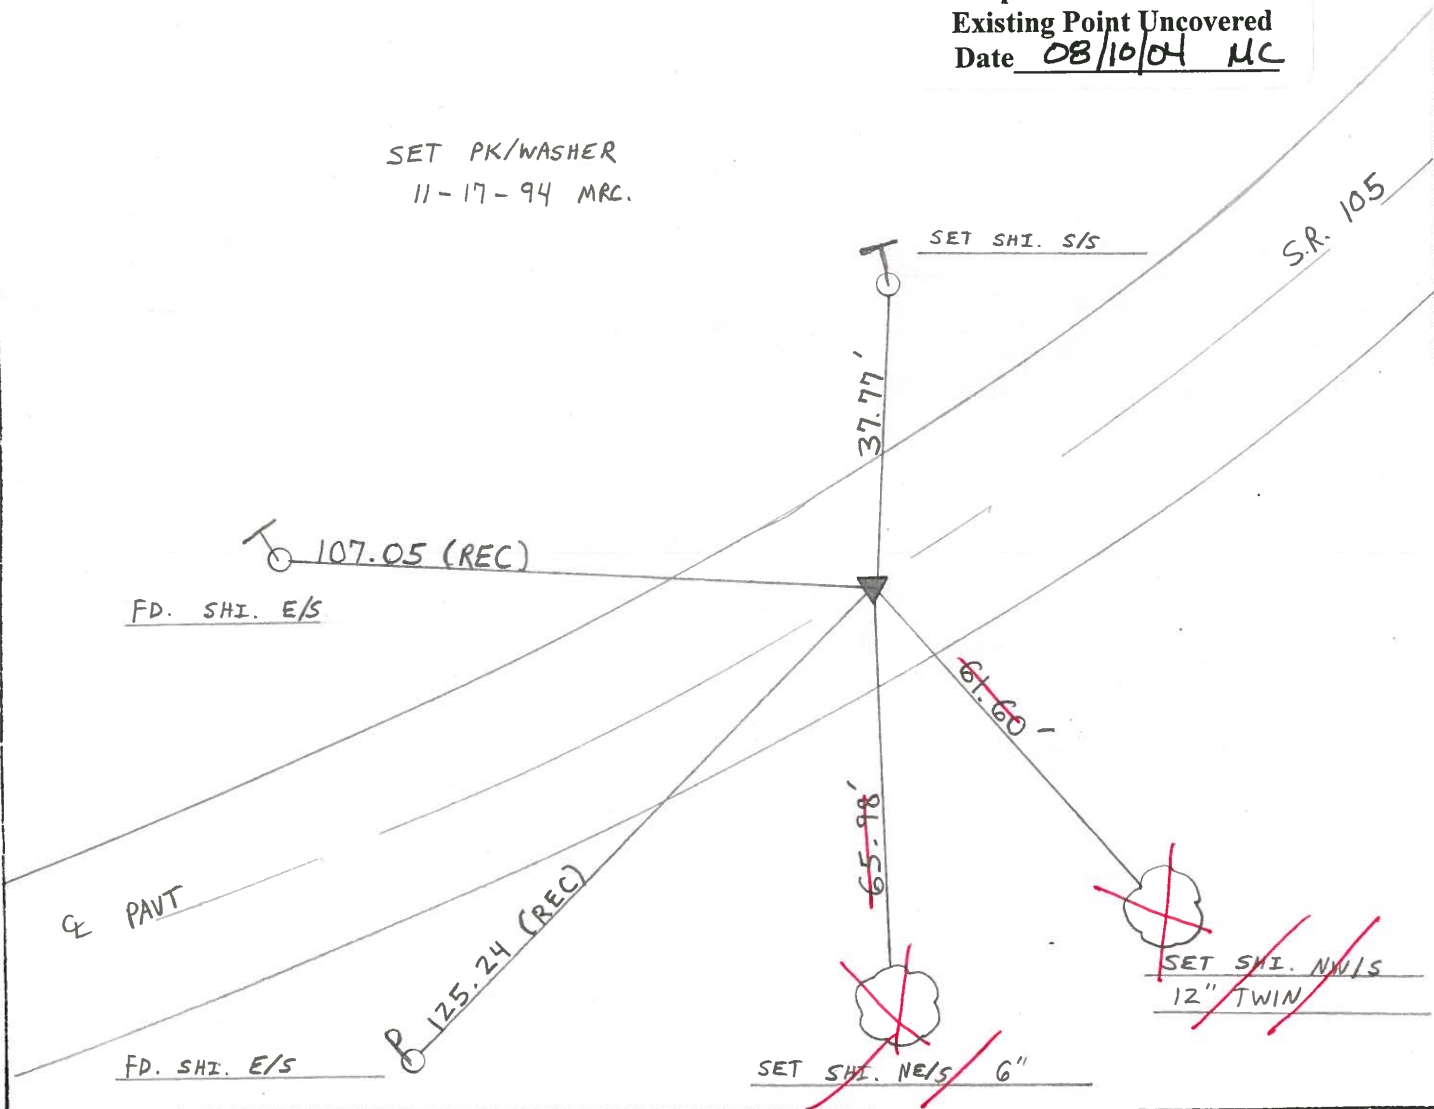 Existing Point Uncovered
Date 08/10/04 MC
SET PK/WASHER
11-17-94 MRC.
SET SHI. S/S
S.R. 105
37.77'
107.05 (REC)
FD. SHI. E/S
61.60
65.98'
125.24 (REC)
℄ PAVT
SET SHI. NW/S
12" TWIN
FD. SHI. E/S
P
SET SHI. NE/S 6"